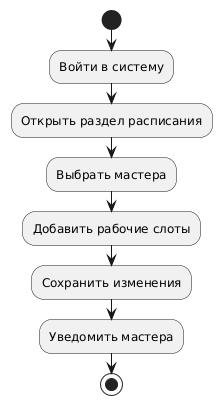 Войти в систему
Открыть раздел расписания
Выбрать мастера
Добавить рабочие слоты
Сохранить изменения
Уведомить мастера